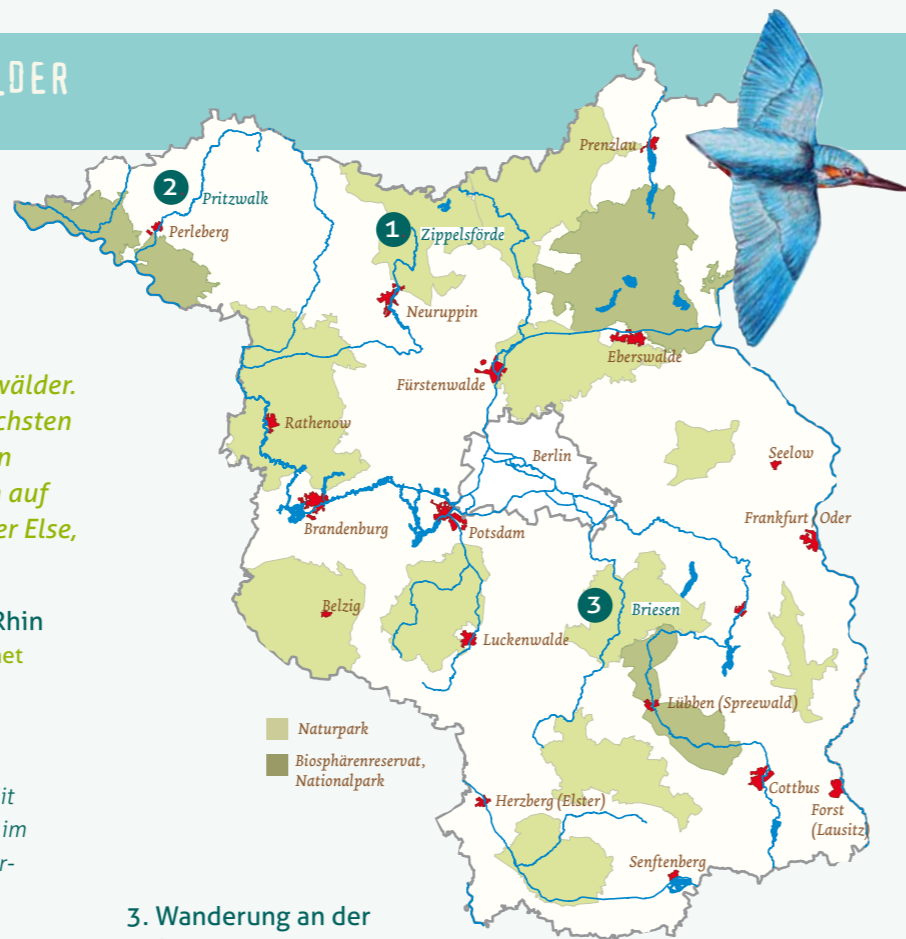 LDER
Prenzlau
2
Pritzwalk
Perleberg
1
Zippelsförde
Neuruppin
Eberswalde
Fürstenwalde
wälder.
chsten
n
auf
er Else,
Rathenow
Seelow
Berlin
Brandenburg
Potsdam
Frankfurt/Oder
Belzig
Luckenwalde
3
Briesen
Rhin
net
Lübben (Spreewald)
Naturpark
Biosphärenreservat,
Nationalpark
Cottbus
Forst
(Lausitz)
Herzberg (Elster)
it
im
er-
Senftenberg
3. Wanderung an der